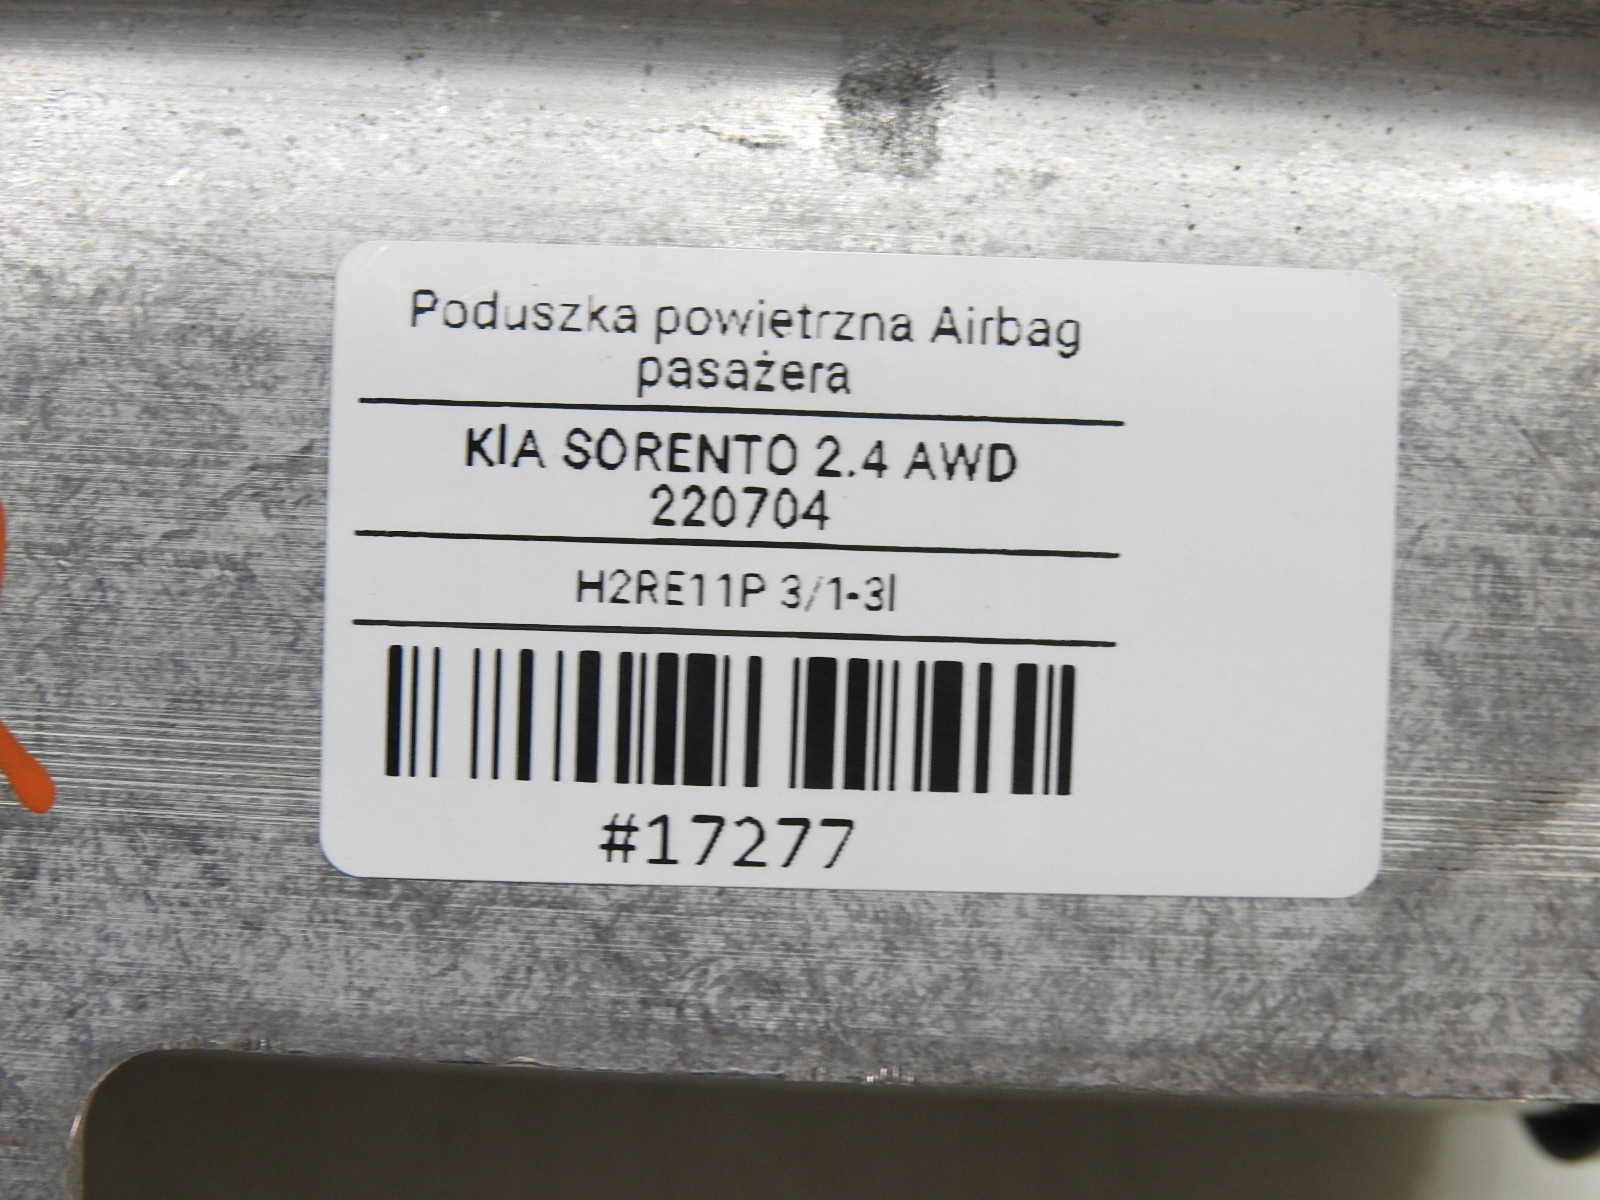 Poduszka powietrzna Airbag
pasażera
KIA SORENTO 2.4 AWD
220704
H2RE11P 3/1-3l
#17277